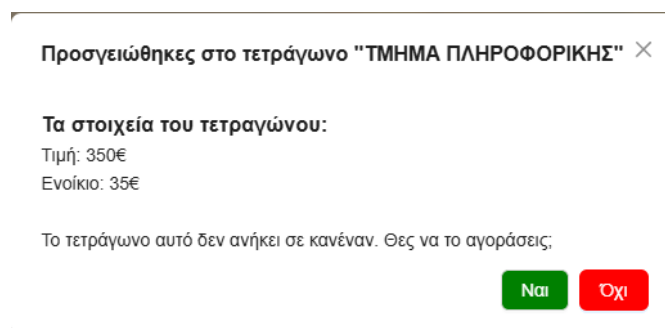 Προσγειώθηκες στο τετράγωνο "ΤΜΗΜΑ ΠΛΗΡΟΦΟΡΙΚΗΣ"
Τα στοιχεία του τετραγώνου:
Τιμή: 350€
Ενοίκιο: 35€
Το τετράγωνο αυτό δεν ανήκει σε κανέναν. Θες να το αγοράσεις;
Ναι Όχι